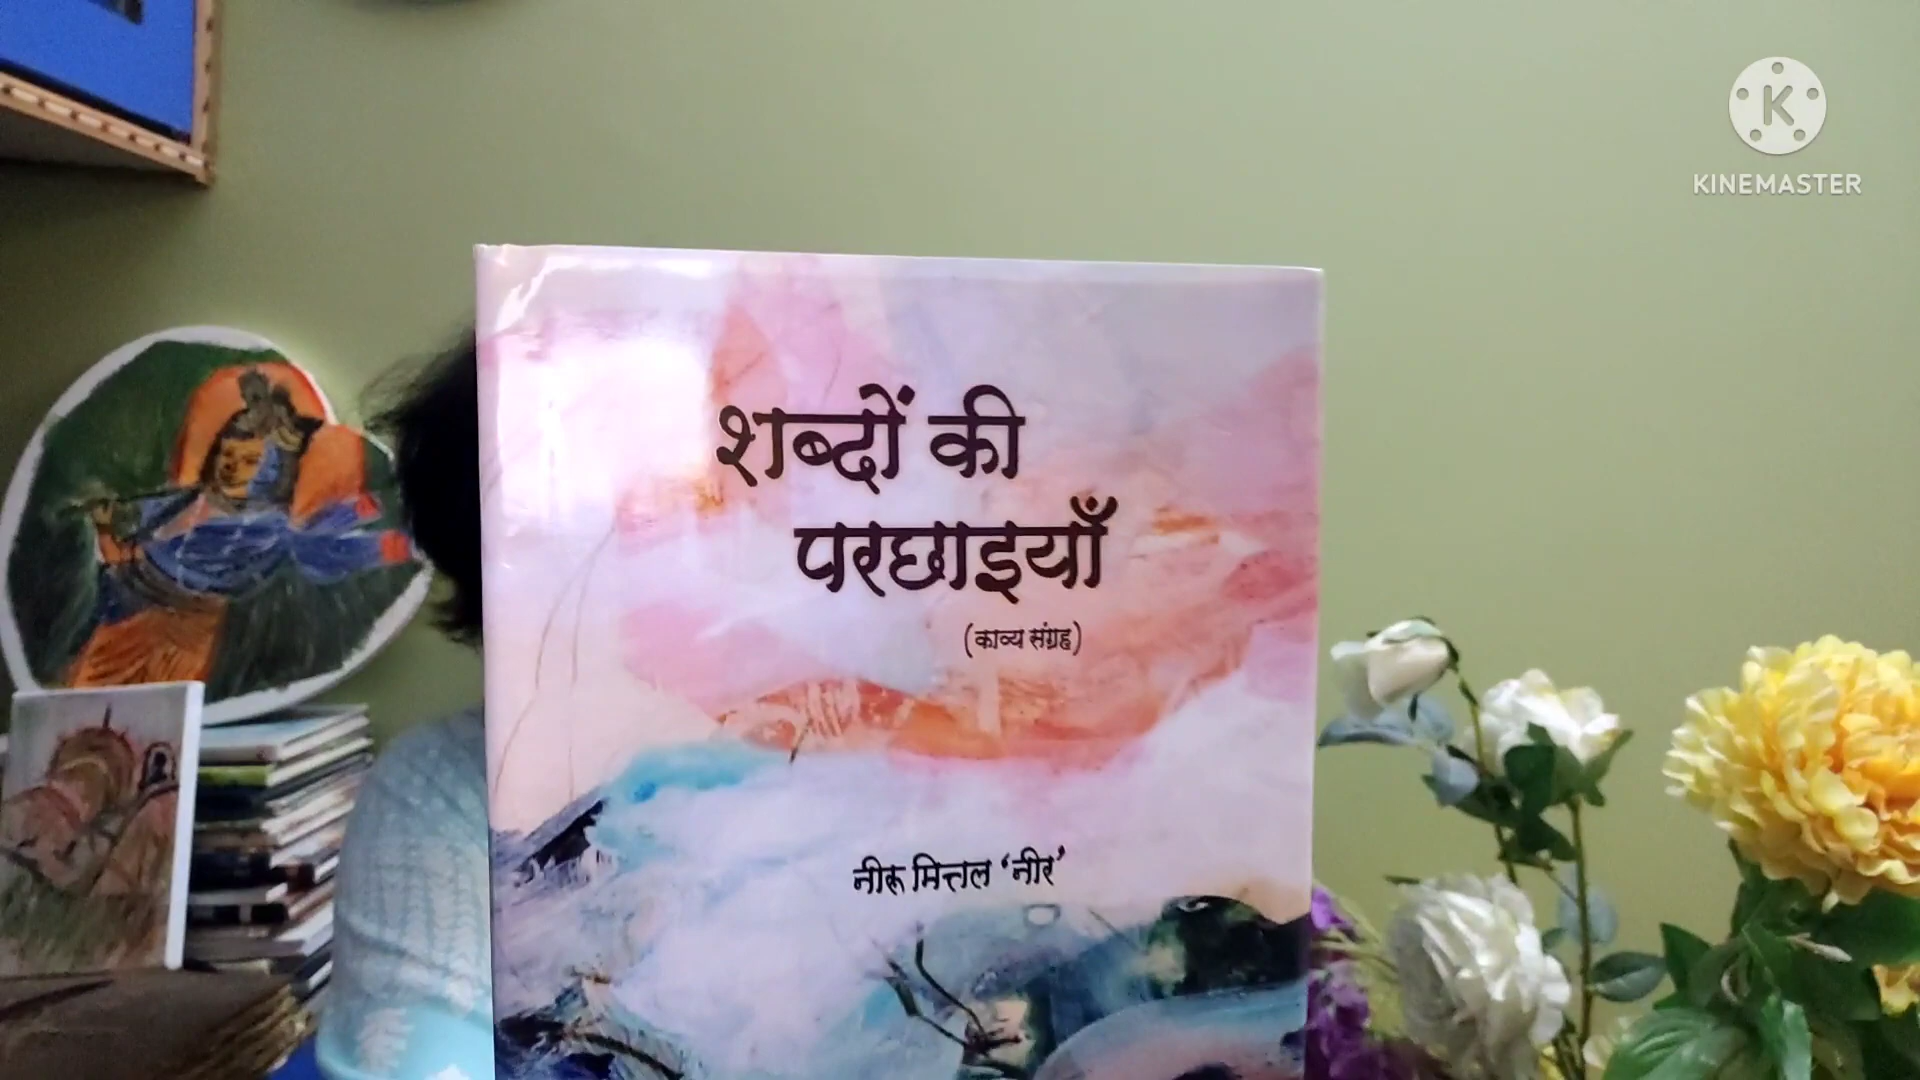 KINEMASTER
शब्दों की
परछाइयाँ
(काव्य संग्रह)
नीरू मित्तल ‘नीर’